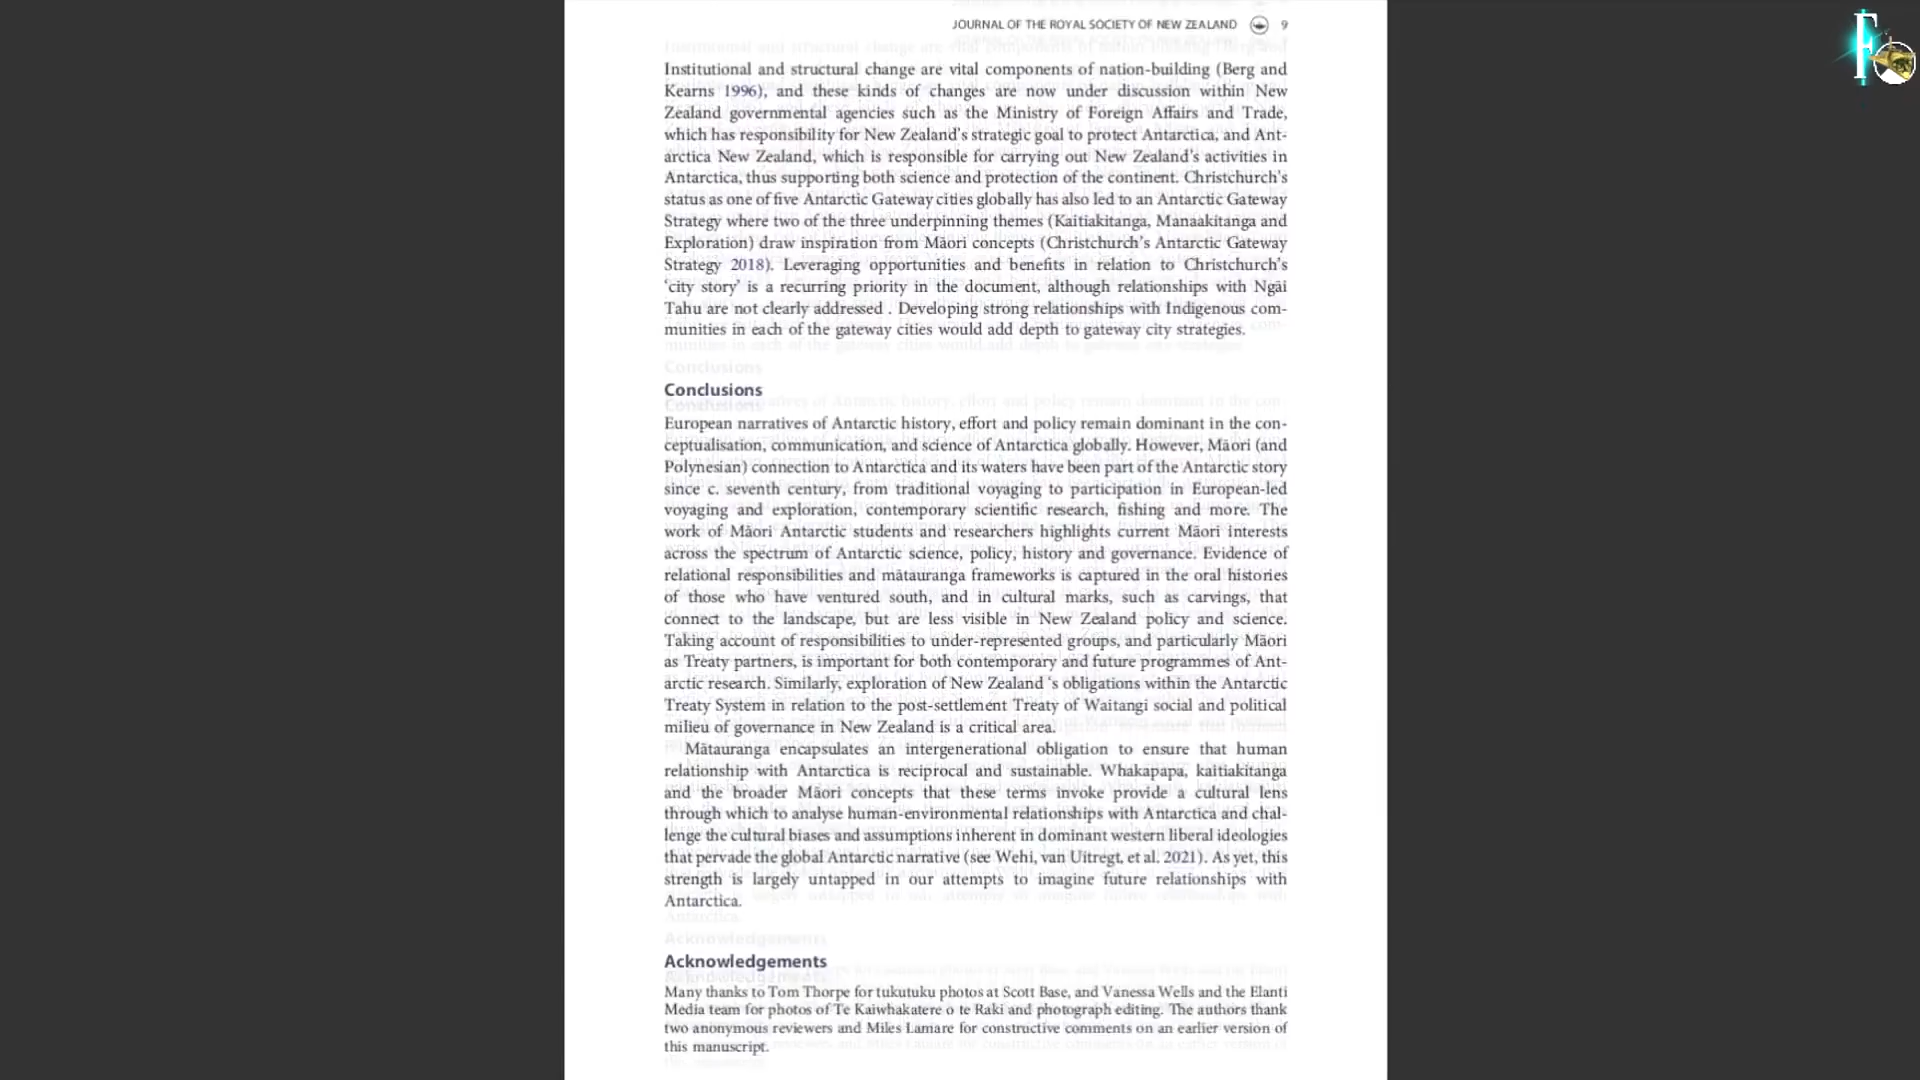 JOURNAL OF THE ROYAL SOCIETY OF NEW ZEALAND 9
Institutional and structural change are vital components of nation-building (Berg and
Kearns 1996), and these kinds of changes are now under discussion within New
Zealand governmental agencies such as the Ministry of Foreign Affairs and Trade,
which has responsibility for New Zealand's strategic goal to protect Antarctica, and Ant-
arctica New Zealand, which is responsible for carrying out New Zealand's activities in
Antarctica, thus supporting both science and protection of the continent. Christchurch's
status as one of five Antarctic Gateway cities globally has also led to an Antarctic Gateway
Strategy where two of the three underpinning themes (Kaitiakitanga, Manaakitanga and
Exploration) draw inspiration from Māori concepts (Christchurch's Antarctic Gateway
Strategy 2018). Leveraging opportunities and benefits in relation to Christchurch's
'city story' is a recurring priority in the document, although relationships with Ngāi
Tahu are not clearly addressed . Developing strong relationships with Indigenous com-
munities in each of the gateway cities would add depth to gateway city strategies.
Conclusions
European narratives of Antarctic history, effort and policy remain dominant in the con-
ceptualisation, communication, and science of Antarctica globally. However, Māori (and
Polynesian) connection to Antarctica and its waters have been part of the Antarctic story
since c. seventh century, from traditional voyaging to participation in European-led
voyaging and exploration, contemporary scientific research, fishing and more. The
work of Māori Antarctic students and researchers highlights current Māori interests
across the spectrum of Antarctic science, policy, history and governance. Evidence of
relational responsibilities and mātauranga frameworks is captured in the oral histories
of those who have ventured south, and in cultural marks, such as carvings, that
connect to the landscape, but are less visible in New Zealand policy and science.
Taking account of responsibilities to under-represented groups, and particularly Māori
as Treaty partners, is important for both contemporary and future programmes of Ant-
arctic research. Similarly, exploration of New Zealand 's obligations within the Antarctic
Treaty System in relation to the post-settlement Treaty of Waitangi social and political
milieu of governance in New Zealand is a critical area.
Mātauranga encapsulates an intergenerational obligation to ensure that human
relationship with Antarctica is reciprocal and sustainable. Whakapapa, kaitiakitanga
and the broader Māori concepts that these terms invoke provide a cultural lens
through which to analyse human-environmental relationships with Antarctica and chal-
lenge the cultural biases and assumptions inherent in dominant western liberal ideologies
that pervade the global Antarctic narrative (see Wehi, van Uitregt, et al. 2021). As yet, this
strength is largely untapped in our attempts to imagine future relationships with
Antarctica.
Acknowledgements
Many thanks to Tom Thorpe for tukutuku photos at Scott Base, and Vanessa Wells and the Elanti
Media team for photos of Te Kaiwhakatere o te Raki and photograph editing. The authors thank
two anonymous reviewers and Miles Lamare for constructive comments on an earlier version of
this manuscript.
F